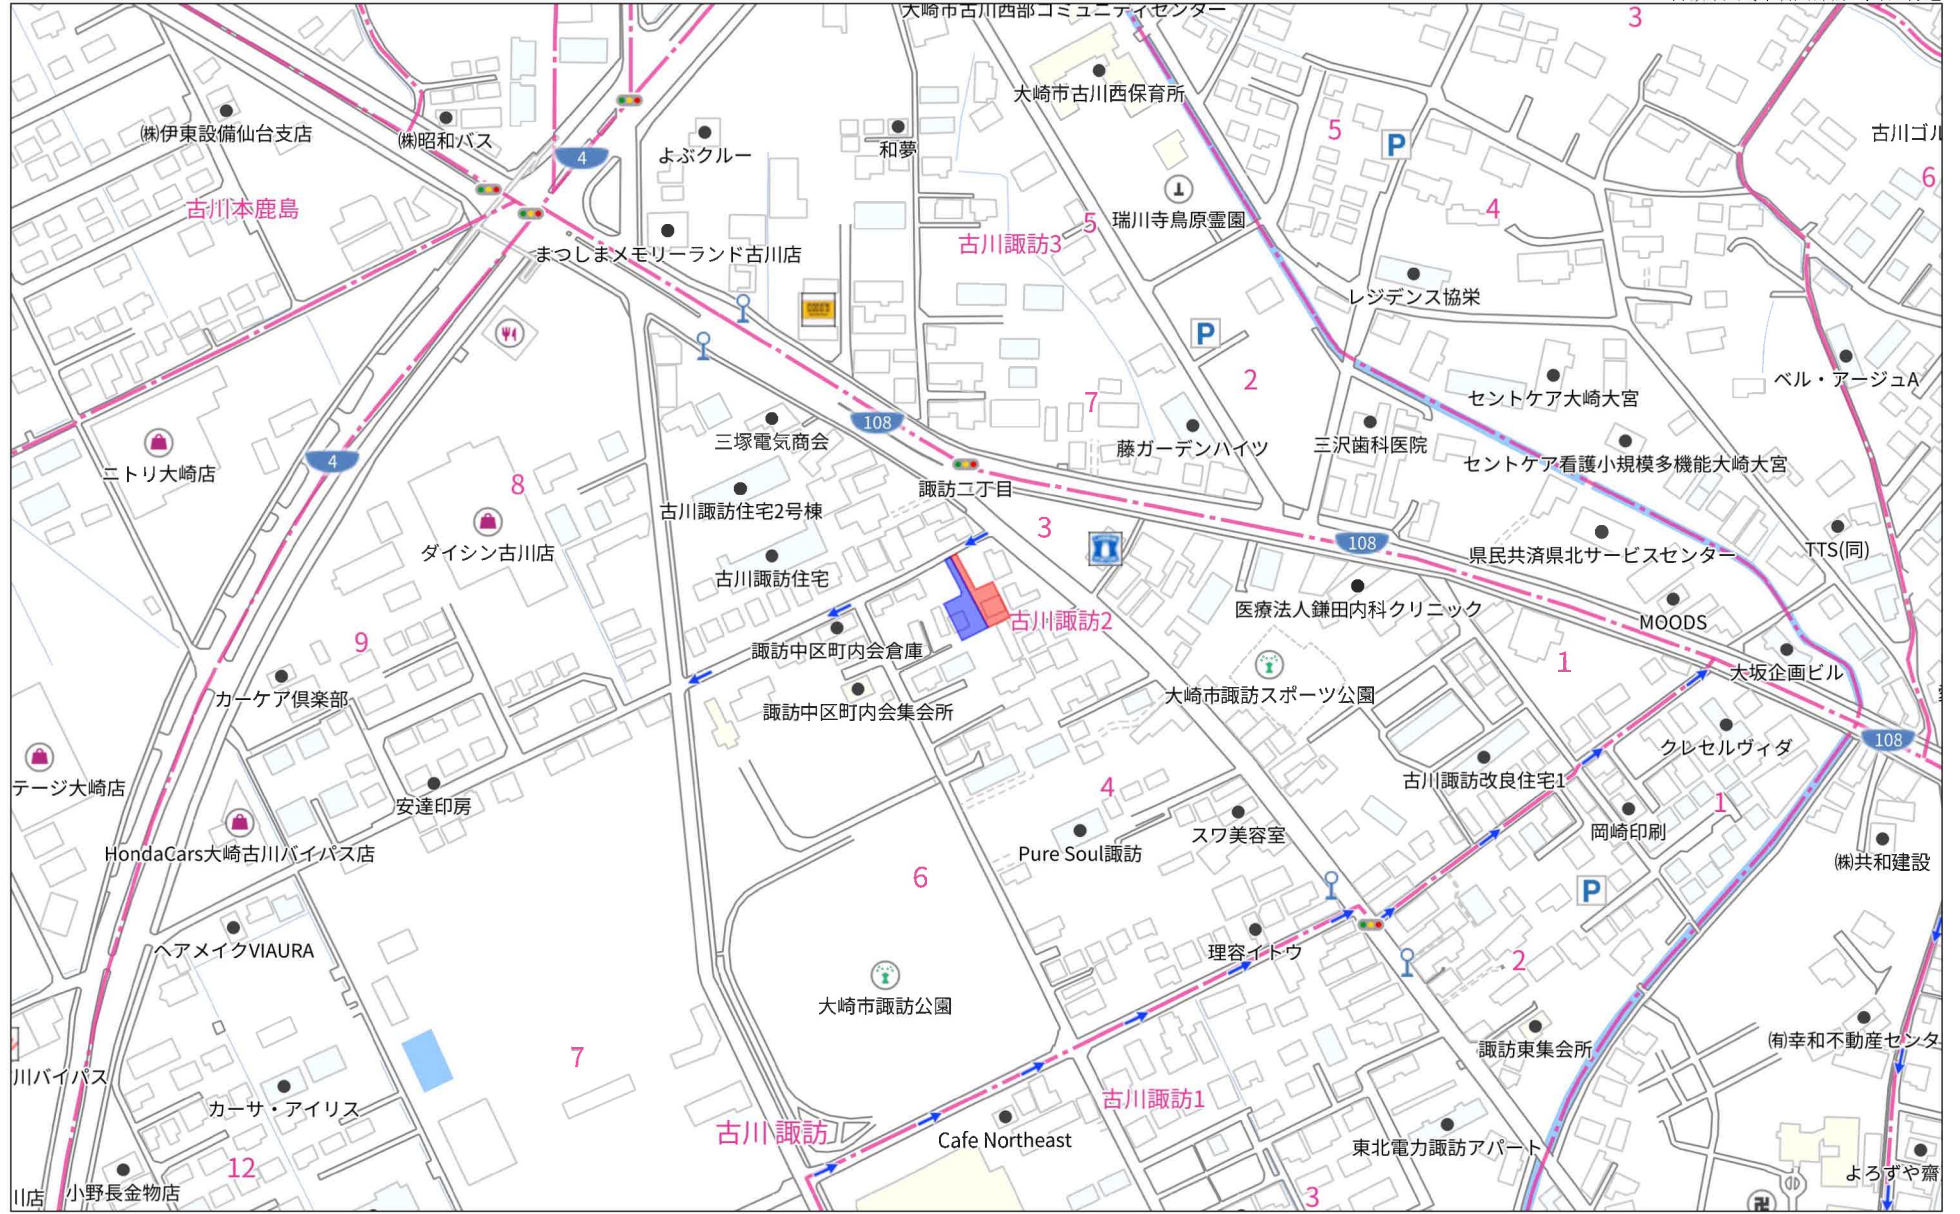 大崎市古川西部コミュニティセンター
3
大崎市古川西保育所
㈱伊東設備仙台支店
㈱昭和バス
4
よぶクルー
和夢
5
P
古川ゴル
6
古川本鹿島
まつしまメモリーランド古川店
古川諏訪3
5
瑞川寺鳥原霊園
4
レジデンス協栄
P
2
7
セントケア大崎大宮
ベル・アージュA
108
三塚電気商会
藤ガーデンハイツ
三沢歯科医院
セントケア看護小規模多機能大崎大宮
ニトリ大崎店
4
8
諏訪二丁目
古川諏訪住宅2号棟
3
ダイシン古川店
108
県民共済県北サービスセンター
TTS(同)
古川諏訪住宅
医療法人鎌田内科クリニック
MOODS
古川諏訪2
9
諏訪中区町内会倉庫
1
大坂企画ビル
カーケア倶楽部
諏訪中区町内会集会所
大崎市諏訪スポーツ公園
クレセルヴィダ
108
テージ大崎店
安達印房
4
古川諏訪改良住宅1
1
HondaCars大崎古川バイパス店
Pure Soul諏訪
スワ美容室
岡崎印刷
㈱共和建設
6
P
ヘアメイクVIAURA
理容イトウ
2
大崎市諏訪公園
諏訪東集会所
㈲幸和不動産センタ
7
川バイパス
カーサ・アイリス
古川諏訪1
古川諏訪
Cafe Northeast
東北電力諏訪アパート
12
よろずや齋
川店
小野長金物店
3